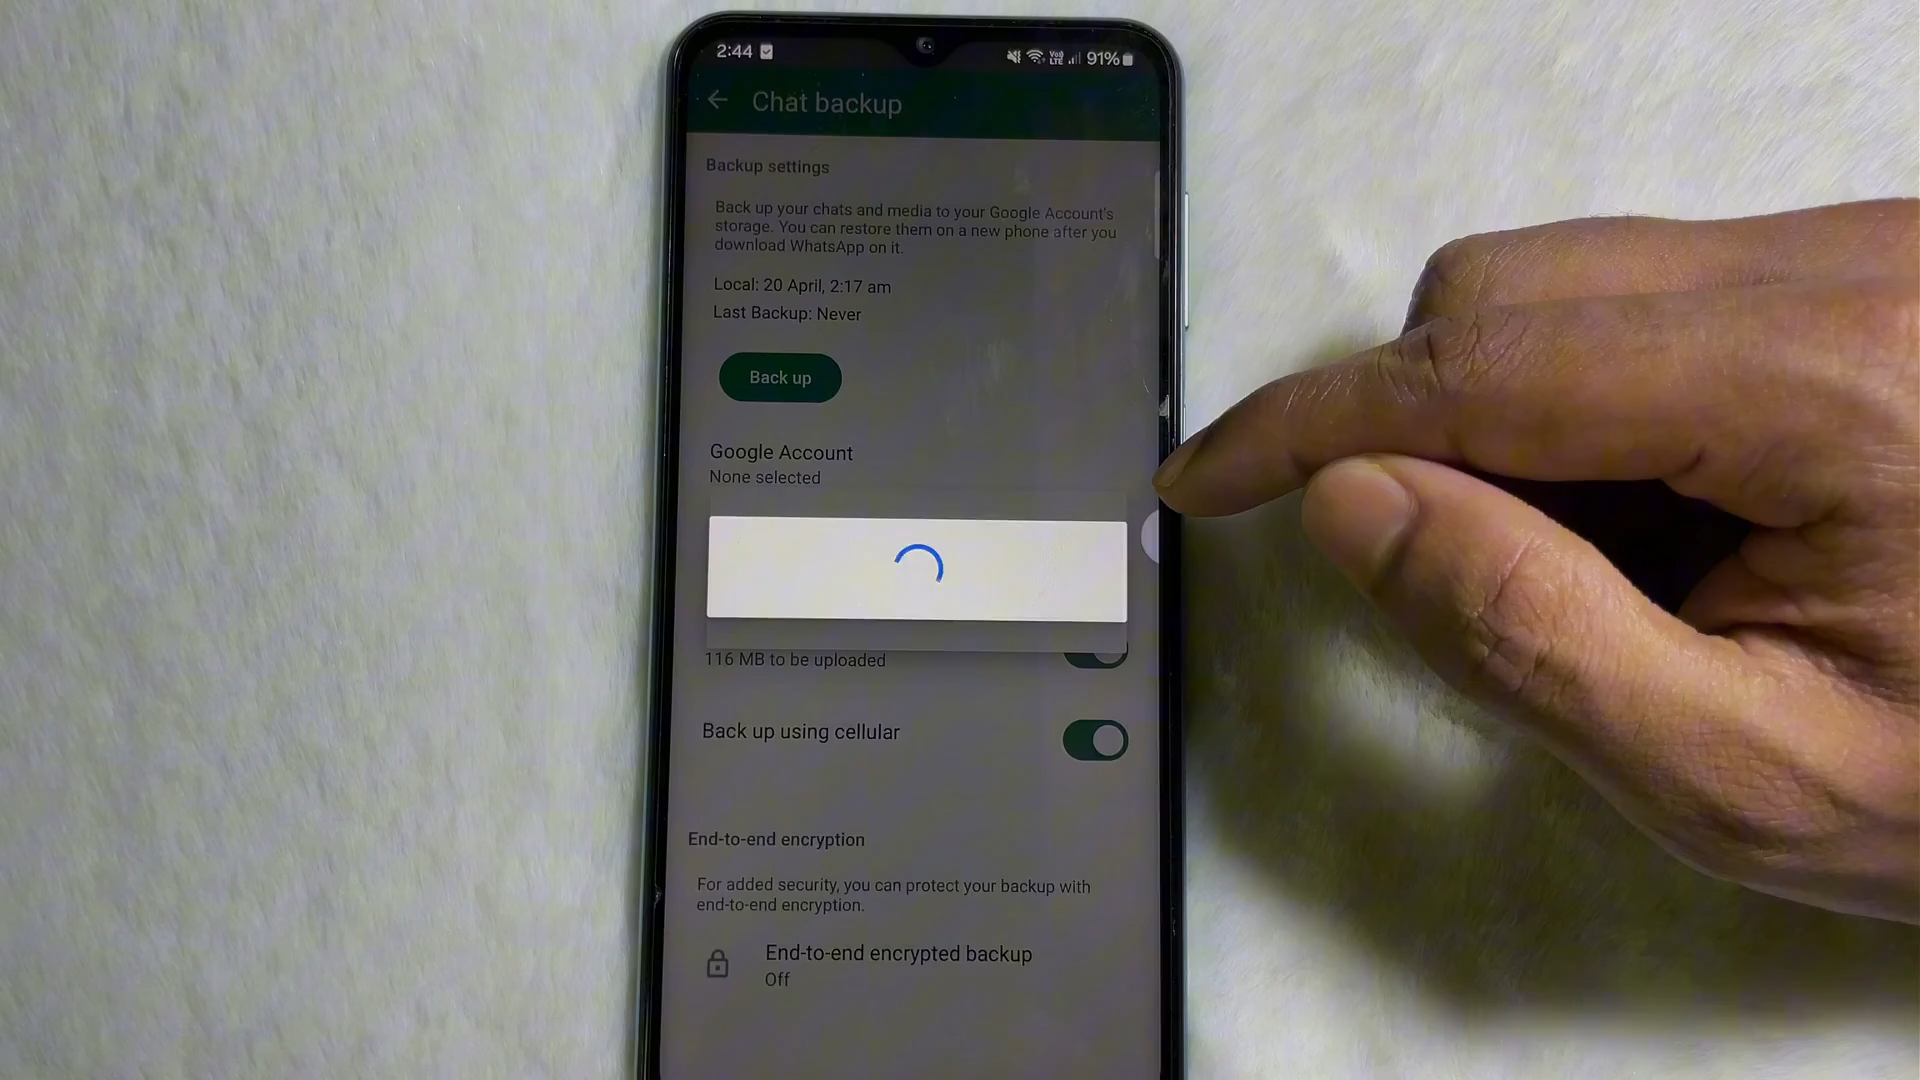 2:44
Vo)) LTE
91%
Chat backup
Backup settings
Back up your chats and media to your Google Account's
storage. You can restore them on a new phone after you
download WhatsApp on it.
Local: 20 April, 2:17 am
Last Backup: Never
Back up
Google Account
None selected
116 MB to be uploaded
Back up using cellular
End-to-end encryption
For added security, you can protect your backup with
end-to-end encryption.
End-to-end encrypted backup
Off